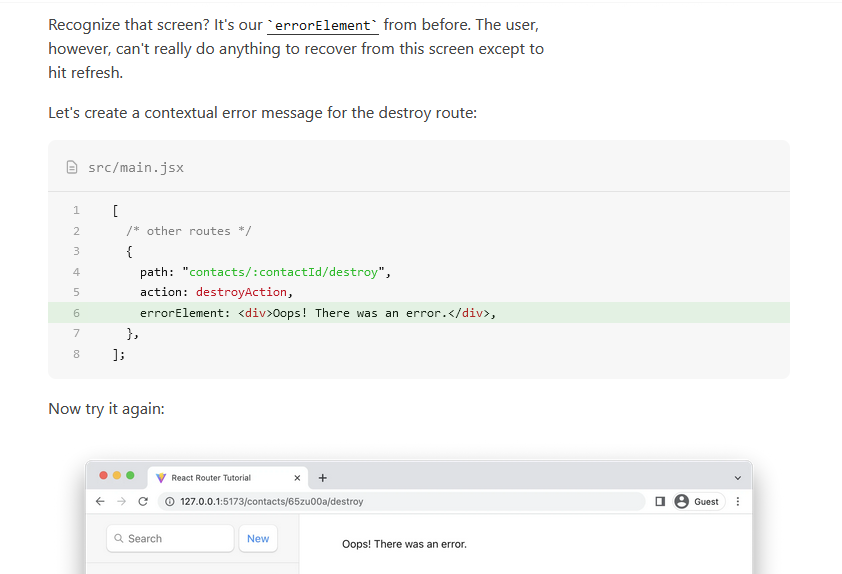 Recognize that screen? It's our `errorElement` from before. The user,
however, can't really do anything to recover from this screen except to
hit refresh.
Let's create a contextual error message for the destroy route:
src/main.jsx
1 [
2 /* other routes */
3 {
4 path: "contacts/:contactId/destroy",
5 action: destroyAction,
6 errorElement: <div>Oops! There was an error.</div>,
7 },
8 ];
Now try it again:
React Router Tutorial
127.0.0.1:5173/contacts/65zu00a/destroy Guest
Search New
Oops! There was an error.